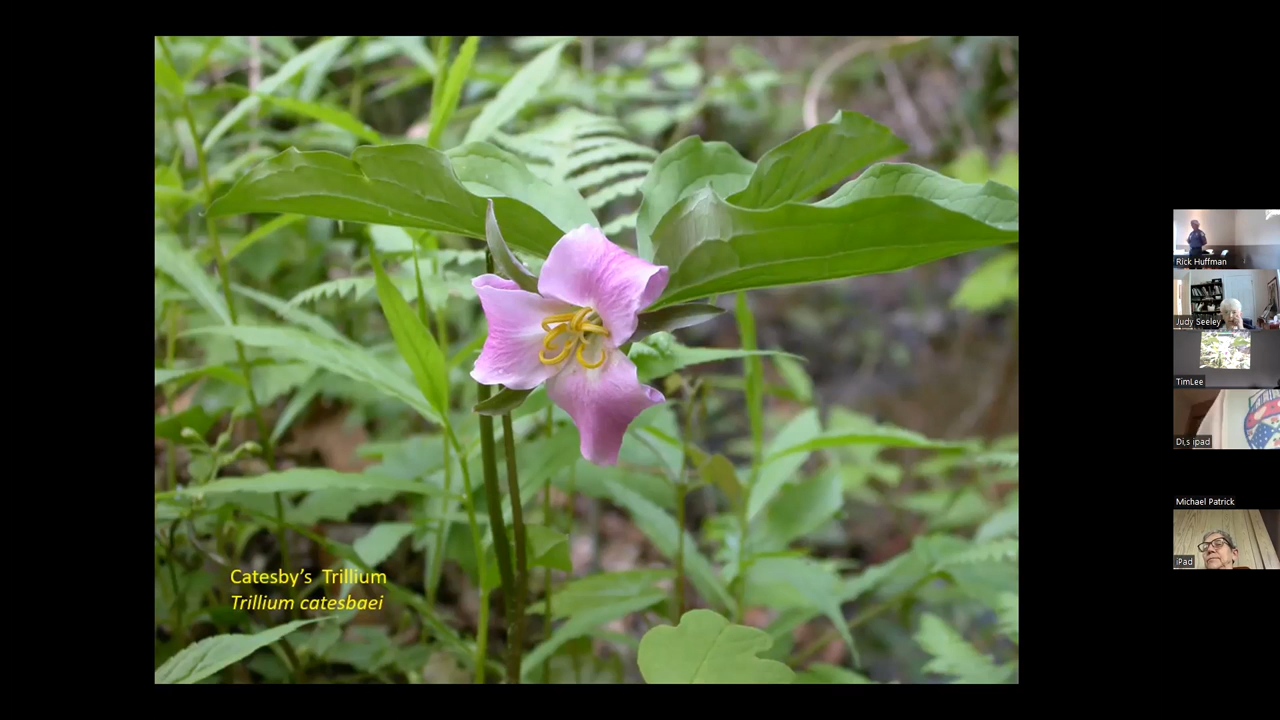 Catesby's  Trillium
Trillium catesbaei
Rick Huffman
Judy Seeley
TimLee
Di,s ipad
Michael Patrick
iPad